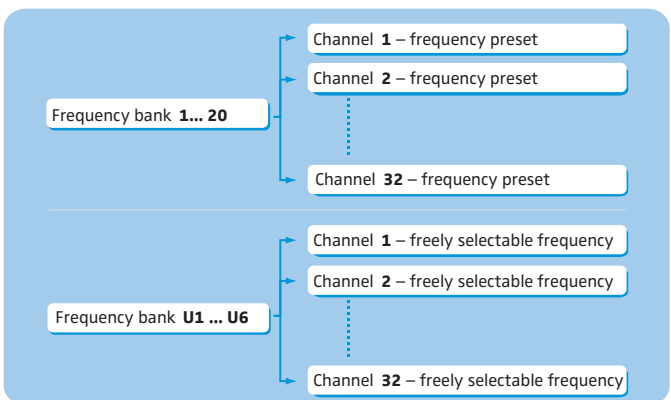 Channel 1 – frequency preset
Channel 2 – frequency preset
Frequency bank 1... 20
Channel 32 – frequency preset
Channel 1 – freely selectable frequency
Channel 2 – freely selectable frequency
Frequency bank U1 ... U6
Channel 32 – freely selectable frequency